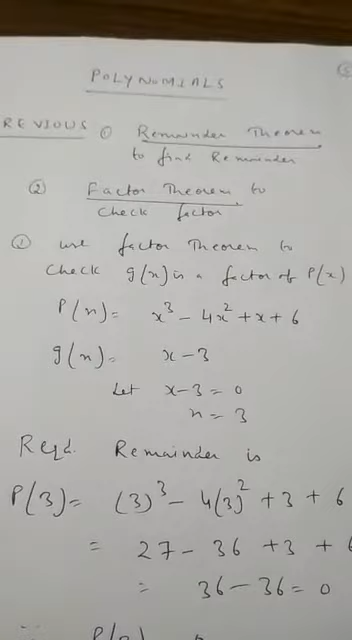 POLYNOMIALS
REVIOUS ① Remainder Theorem
to find Remainder
② Factor Theorem to
check factor
① use factor Theorem to
check g(x) is a factor of P(x)
P(x) = x³ - 4x² + x + 6
g(x) = x - 3
Let x - 3 = 0
x = 3
Reqd. Remainder is
P(3) = (3)³ - 4(3)² + 3 + 6
= 27 - 36 + 3 + 6
= 36 - 36 = 0